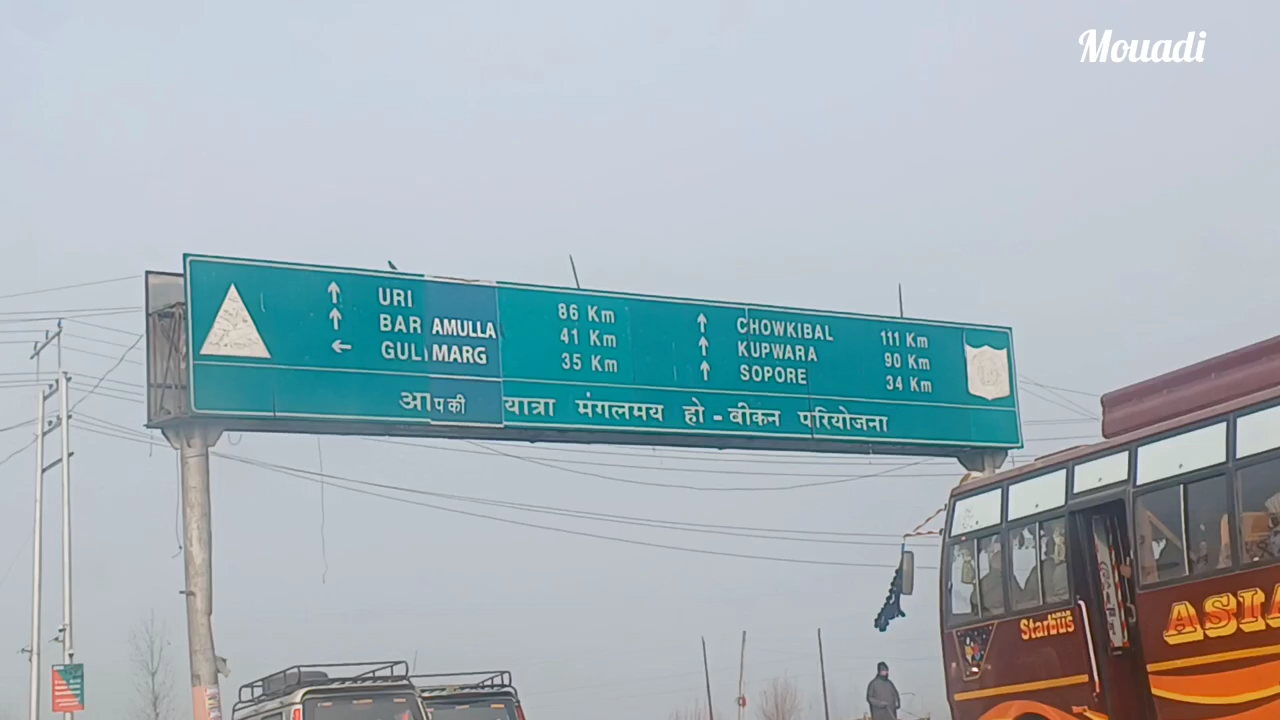 Mouadi
↑ URI 86 Km
↑ BARAMULLA 41 Km
← GULMARG 35 Km
↑ CHOWKIBAL 111 Km
↑ KUPWARA 90 Km
↑ SOPORE 34 Km
आपकी यात्रा मंगलमय हो - बीकन परियोजना
Starbus
ASIA